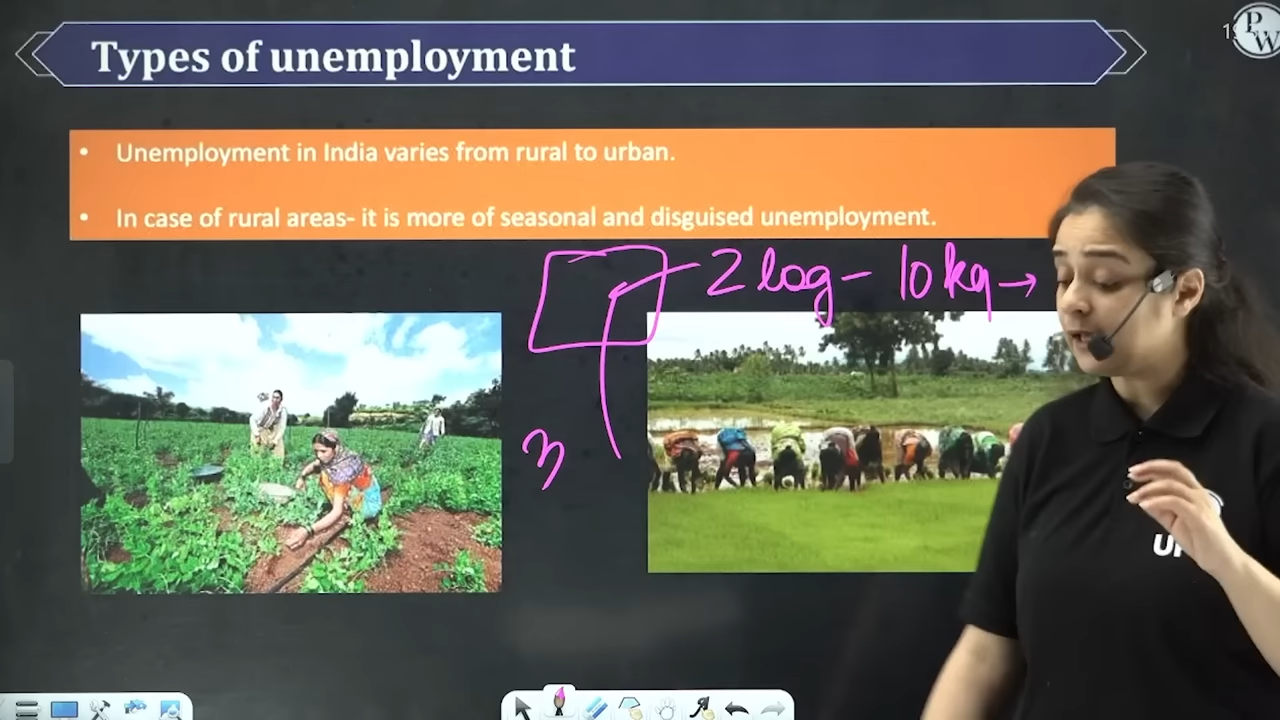 Types of unemployment
PW
• Unemployment in India varies from rural to urban.
• In case of rural areas- it is more of seasonal and disguised unemployment.
2 log - 10 kg →